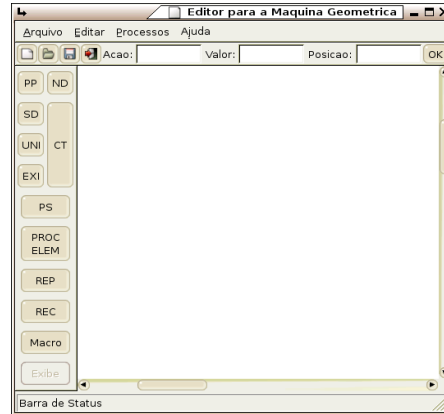 Editor para a Maquina Geometrica
Arquivo Editar Processos Ajuda
Acao: Valor: Posicao: OK
PP ND
SD
UNI CT
EXI
PS
PROC
ELEM
REP
REC
Macro
Exibe
Barra de Status